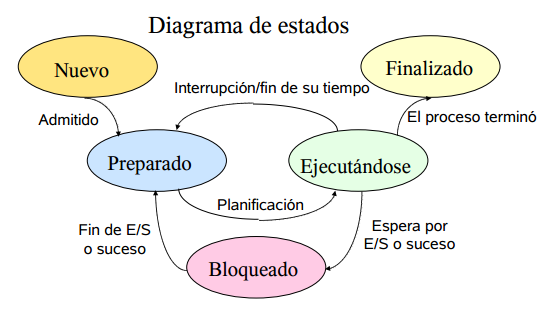 Diagrama de estados
Nuevo
Finalizado
Interrupción/fin de su tiempo
Admitido
El proceso terminó
Preparado
Ejecutándose
Planificación
Fin de E/S
o suceso
Espera por
E/S o suceso
Bloqueado